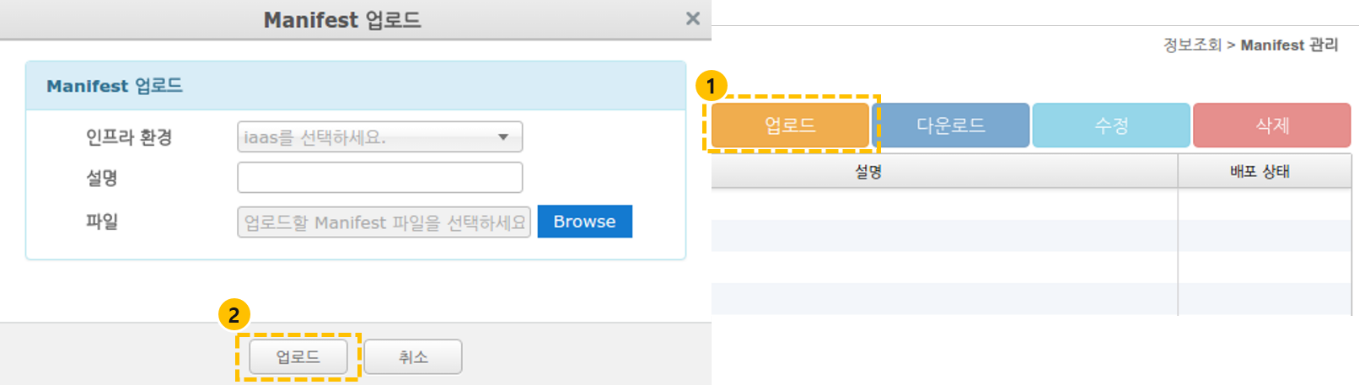 Manifest 업로드
×
Manifest 업로드
인프라 환경
iaas를 선택하세요.
설명
파일
업로드할 Manifest 파일을 선택하세요
Browse
2
업로드
취소
정보조회 > Manifest 관리
1
업로드
다운로드
수정
삭제
설명
배포 상태